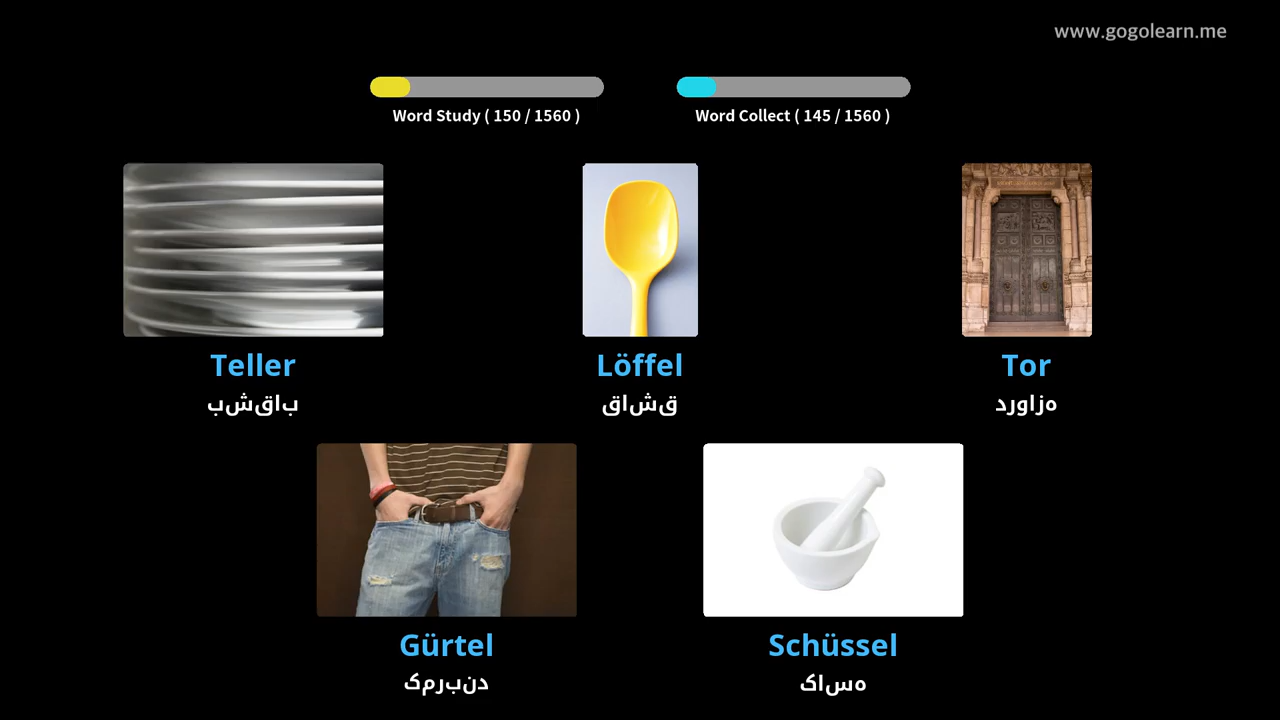 www.gogolearn.me
Word Study ( 150 / 1560 )
Word Collect ( 145 / 1560 )
Teller
باقشب
Löffel
قشاق
Tor
هزاورد
Gürtel
دنبرمک
Schüssel
هساک